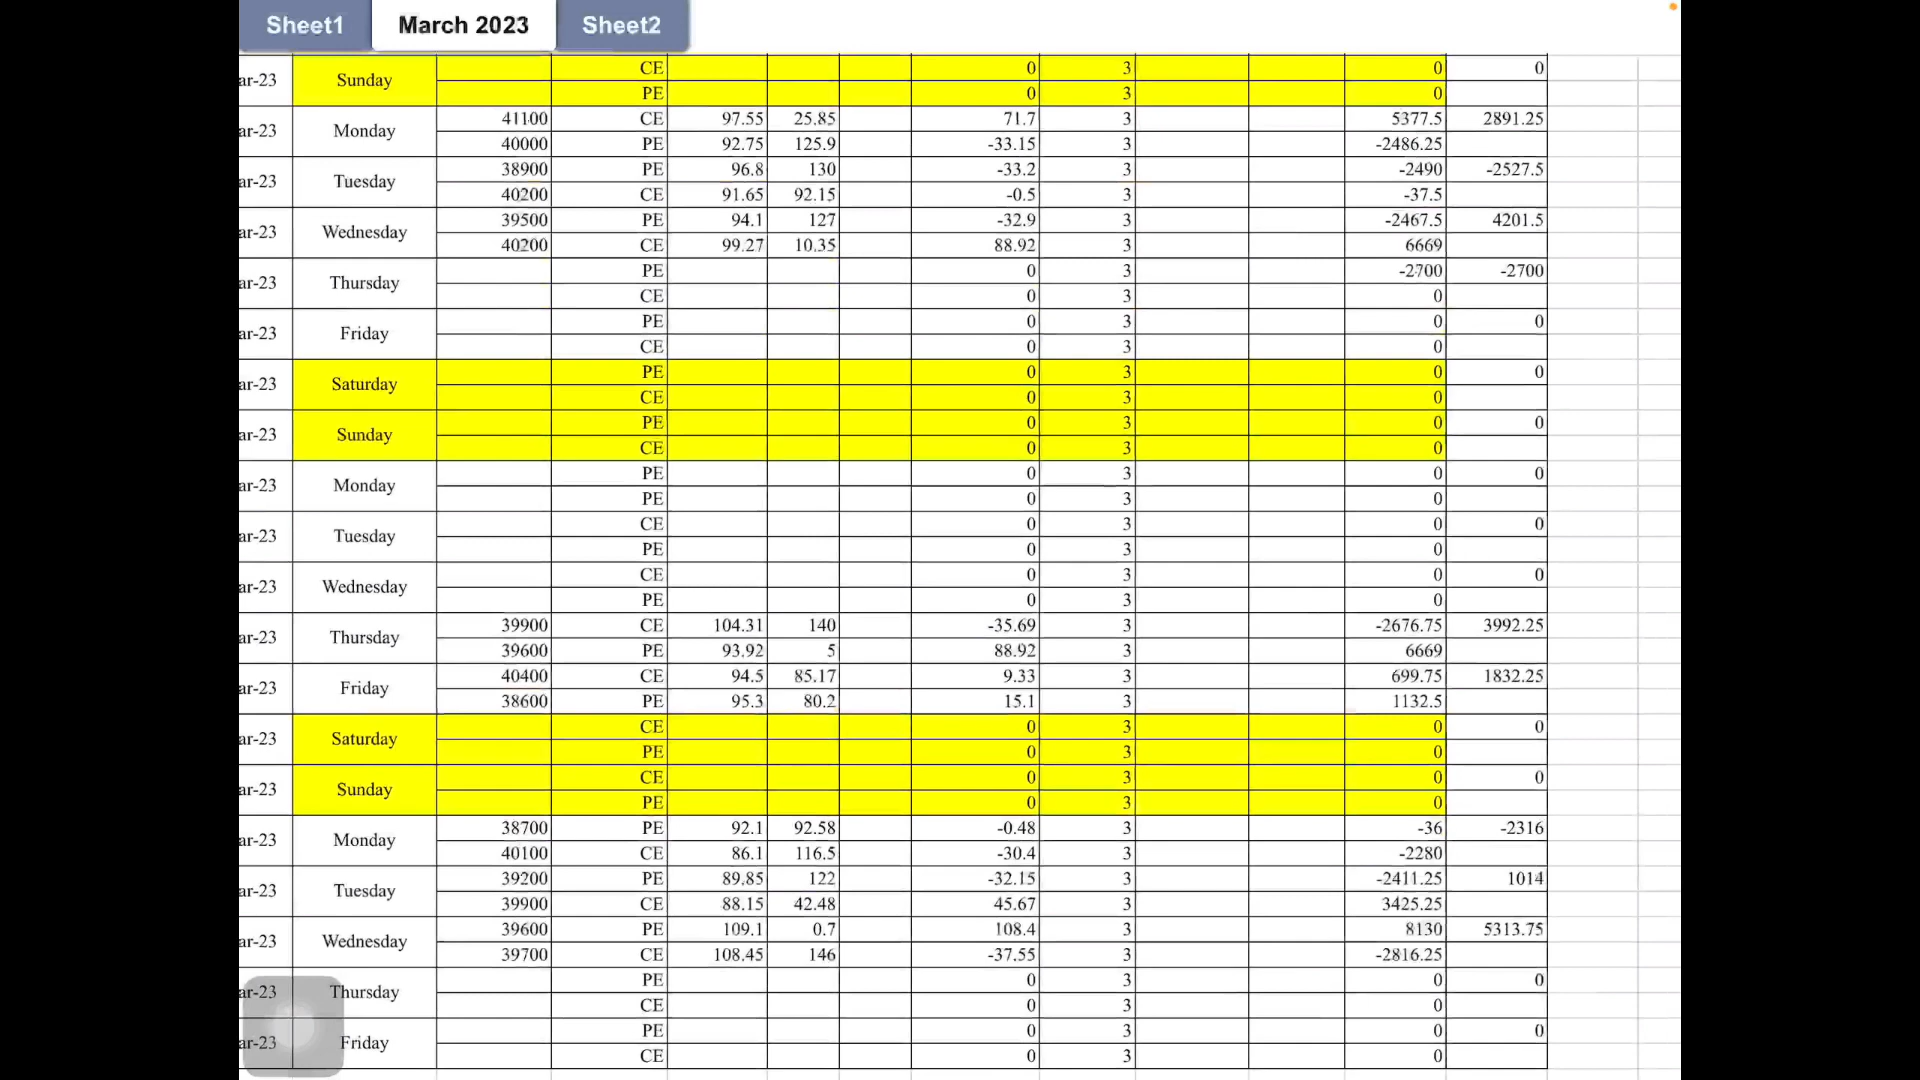 Sheet1 March 2023 Sheet2
CE 0 3 0 0
ar-23 Sunday
PE 0 3 0
41100 CE 97.55 25.85 71.7 3 5377.5 2891.25
ar-23 Monday
40000 PE 92.75 125.9 -33.15 3 -2486.25
38900 PE 96.8 130 -33.2 3 -2490 -2527.5
ar-23 Tuesday
40200 CE 91.65 92.15 -0.5 3 -37.5
39500 PE 94.1 127 -32.9 3 -2467.5 4201.5
ar-23 Wednesday
40200 CE 99.27 10.35 88.92 3 6669
PE 0 3 -2700 -2700
ar-23 Thursday
CE 0 3 0
PE 0 3 0 0
ar-23 Friday
CE 0 3 0
PE 0 3 0 0
ar-23 Saturday
CE 0 3 0
PE 0 3 0 0
ar-23 Sunday
CE 0 3 0
PE 0 3 0 0
ar-23 Monday
PE 0 3 0
CE 0 3 0 0
ar-23 Tuesday
PE 0 3 0
CE 0 3 0 0
ar-23 Wednesday
PE 0 3 0
39900 CE 104.31 140 -35.69 3 -2676.75 3992.25
ar-23 Thursday
39600 PE 93.92 5 88.92 3 6669
40400 CE 94.5 85.17 9.33 3 699.75 1832.25
ar-23 Friday
38600 PE 95.3 80.2 15.1 3 1132.5
CE 0 3 0 0
ar-23 Saturday
PE 0 3 0
CE 0 3 0 0
ar-23 Sunday
PE 0 3 0
38700 PE 92.1 92.58 -0.48 3 -36 -2316
ar-23 Monday
40100 CE 86.1 116.5 -30.4 3 -2280
39200 PE 89.85 122 -32.15 3 -2411.25 1014
ar-23 Tuesday
39900 CE 88.15 42.48 45.67 3 3425.25
39600 PE 109.1 0.7 108.4 3 8130 5313.75
ar-23 Wednesday
39700 CE 108.45 146 -37.55 3 -2816.25
PE 0 3 0 0
ar-23 Thursday
CE 0 3 0
PE 0 3 0 0
ar-23 Friday
CE 0 3 0